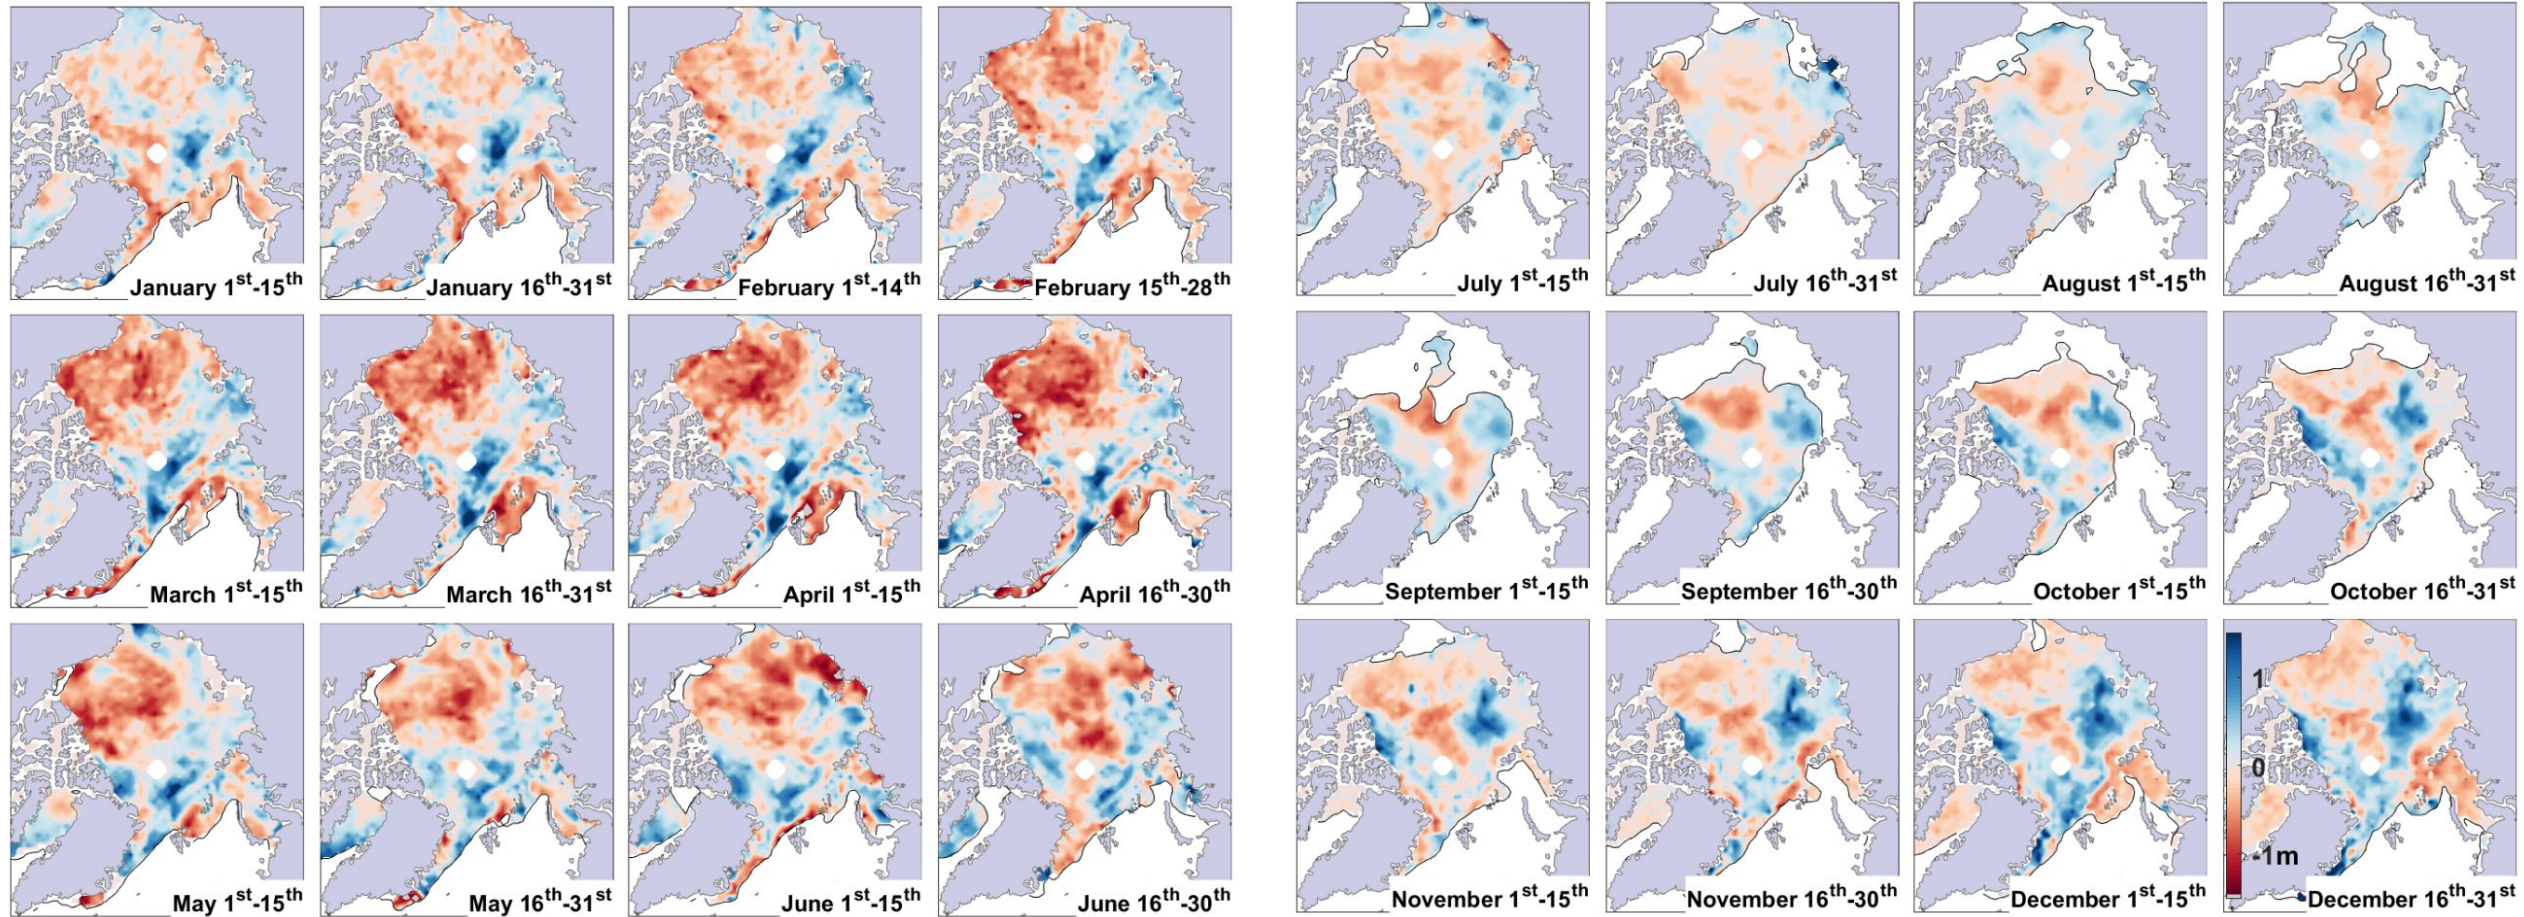 January 1st-15th
January 16th-31st
February 1st-14th
February 15th-28th
July 1st-15th
July 16th-31st
August 1st-15th
August 16th-31st
March 1st-15th
March 16th-31st
April 1st-15th
April 16th-30th
September 1st-15th
September 16th-30th
October 1st-15th
October 16th-31st
May 1st-15th
May 16th-31st
June 1st-15th
June 16th-30th
November 1st-15th
November 16th-30th
December 1st-15th
1
0
-1m
December 16th-31st